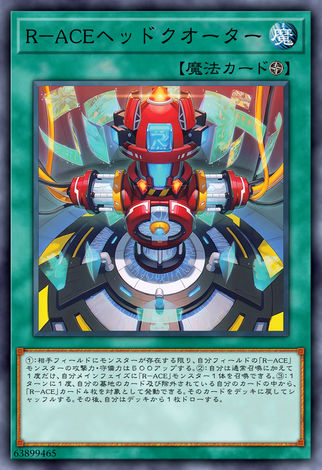 R－ACEヘッドクオーター
魔
【魔法カード】
R
①：相手フィールドにモンスターが存在する限り、自分フィールドの「R－ACE」
モンスターの攻撃力・守備力は５００アップする。②：自分は通常召喚に加えて
１度だけ、自分メインフェイズに「R－ACE」モンスター１体を召喚できる。③：１
ターンに１度、自分の墓地のカード及び除外されている自分のカードの中から、
「R－ACE」カード４枚を対象として発動できる。そのカードをデッキに戻してシ
ャッフルする。その後、自分はデッキから１枚ドローする。
63899465